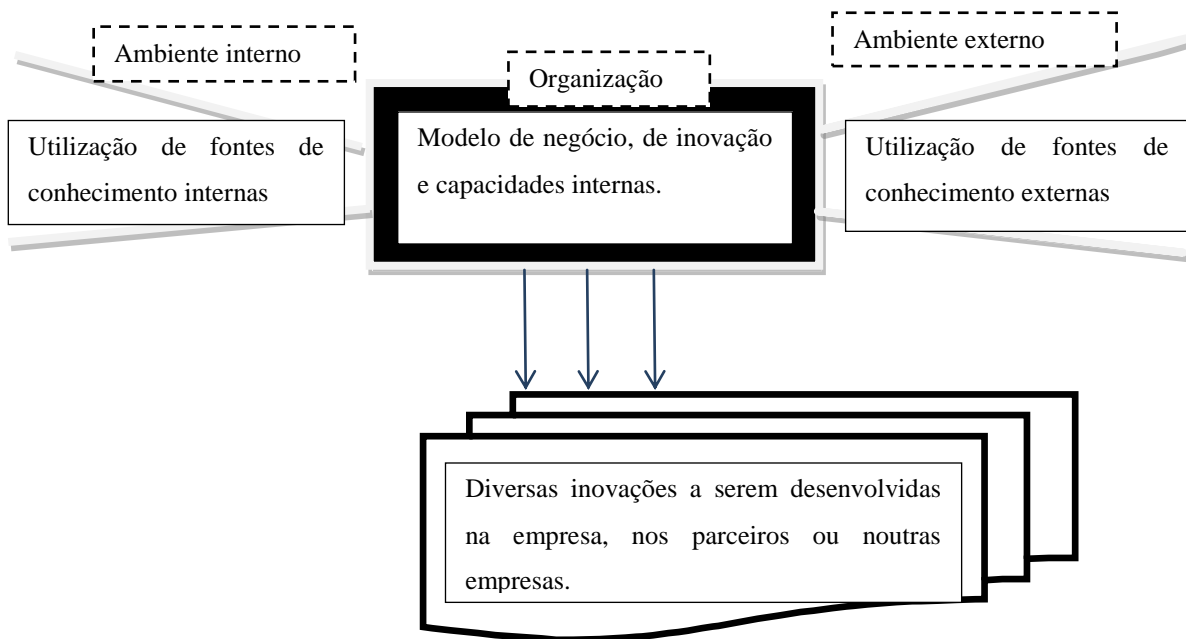 Ambiente interno
Organização
Ambiente externo
Utilização de fontes de
conhecimento internas
Modelo de negócio, de inovação
e capacidades internas.
Utilização de fontes de
conhecimento externas
Diversas inovações a serem desenvolvidas
na empresa, nos parceiros ou noutras
empresas.